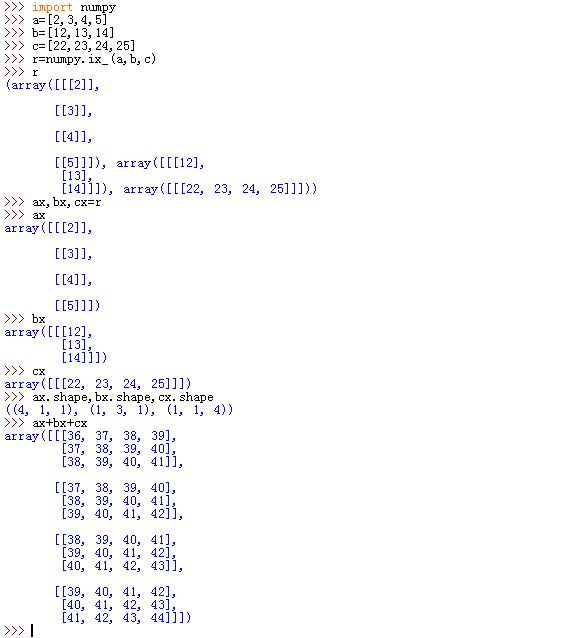 >>> import numpy
>>> a=[2,3,4,5]
>>> b=[12,13,14]
>>> c=[22,23,24,25]
>>> r=numpy.ix_(a,b,c)
>>> r
(array([[[2]],
[[3]],
[[4]],
[[5]]]), array([[[12],
[13],
[14]]]), array([[[22, 23, 24, 25]]]))
>>> ax,bx,cx=r
>>> ax
array([[[2]],
[[3]],
[[4]],
[[5]]])
>>> bx
array([[[12],
[13],
[14]]])
>>> cx
array([[[22, 23, 24, 25]]])
>>> ax.shape,bx.shape,cx.shape
((4, 1, 1), (1, 3, 1), (1, 1, 4))
>>> ax+bx+cx
array([[[36, 37, 38, 39],
[37, 38, 39, 40],
[38, 39, 40, 41]],
[[37, 38, 39, 40],
[38, 39, 40, 41],
[39, 40, 41, 42]],
[[38, 39, 40, 41],
[39, 40, 41, 42],
[40, 41, 42, 43]],
[[39, 40, 41, 42],
[40, 41, 42, 43],
[41, 42, 43, 44]]])
>>>